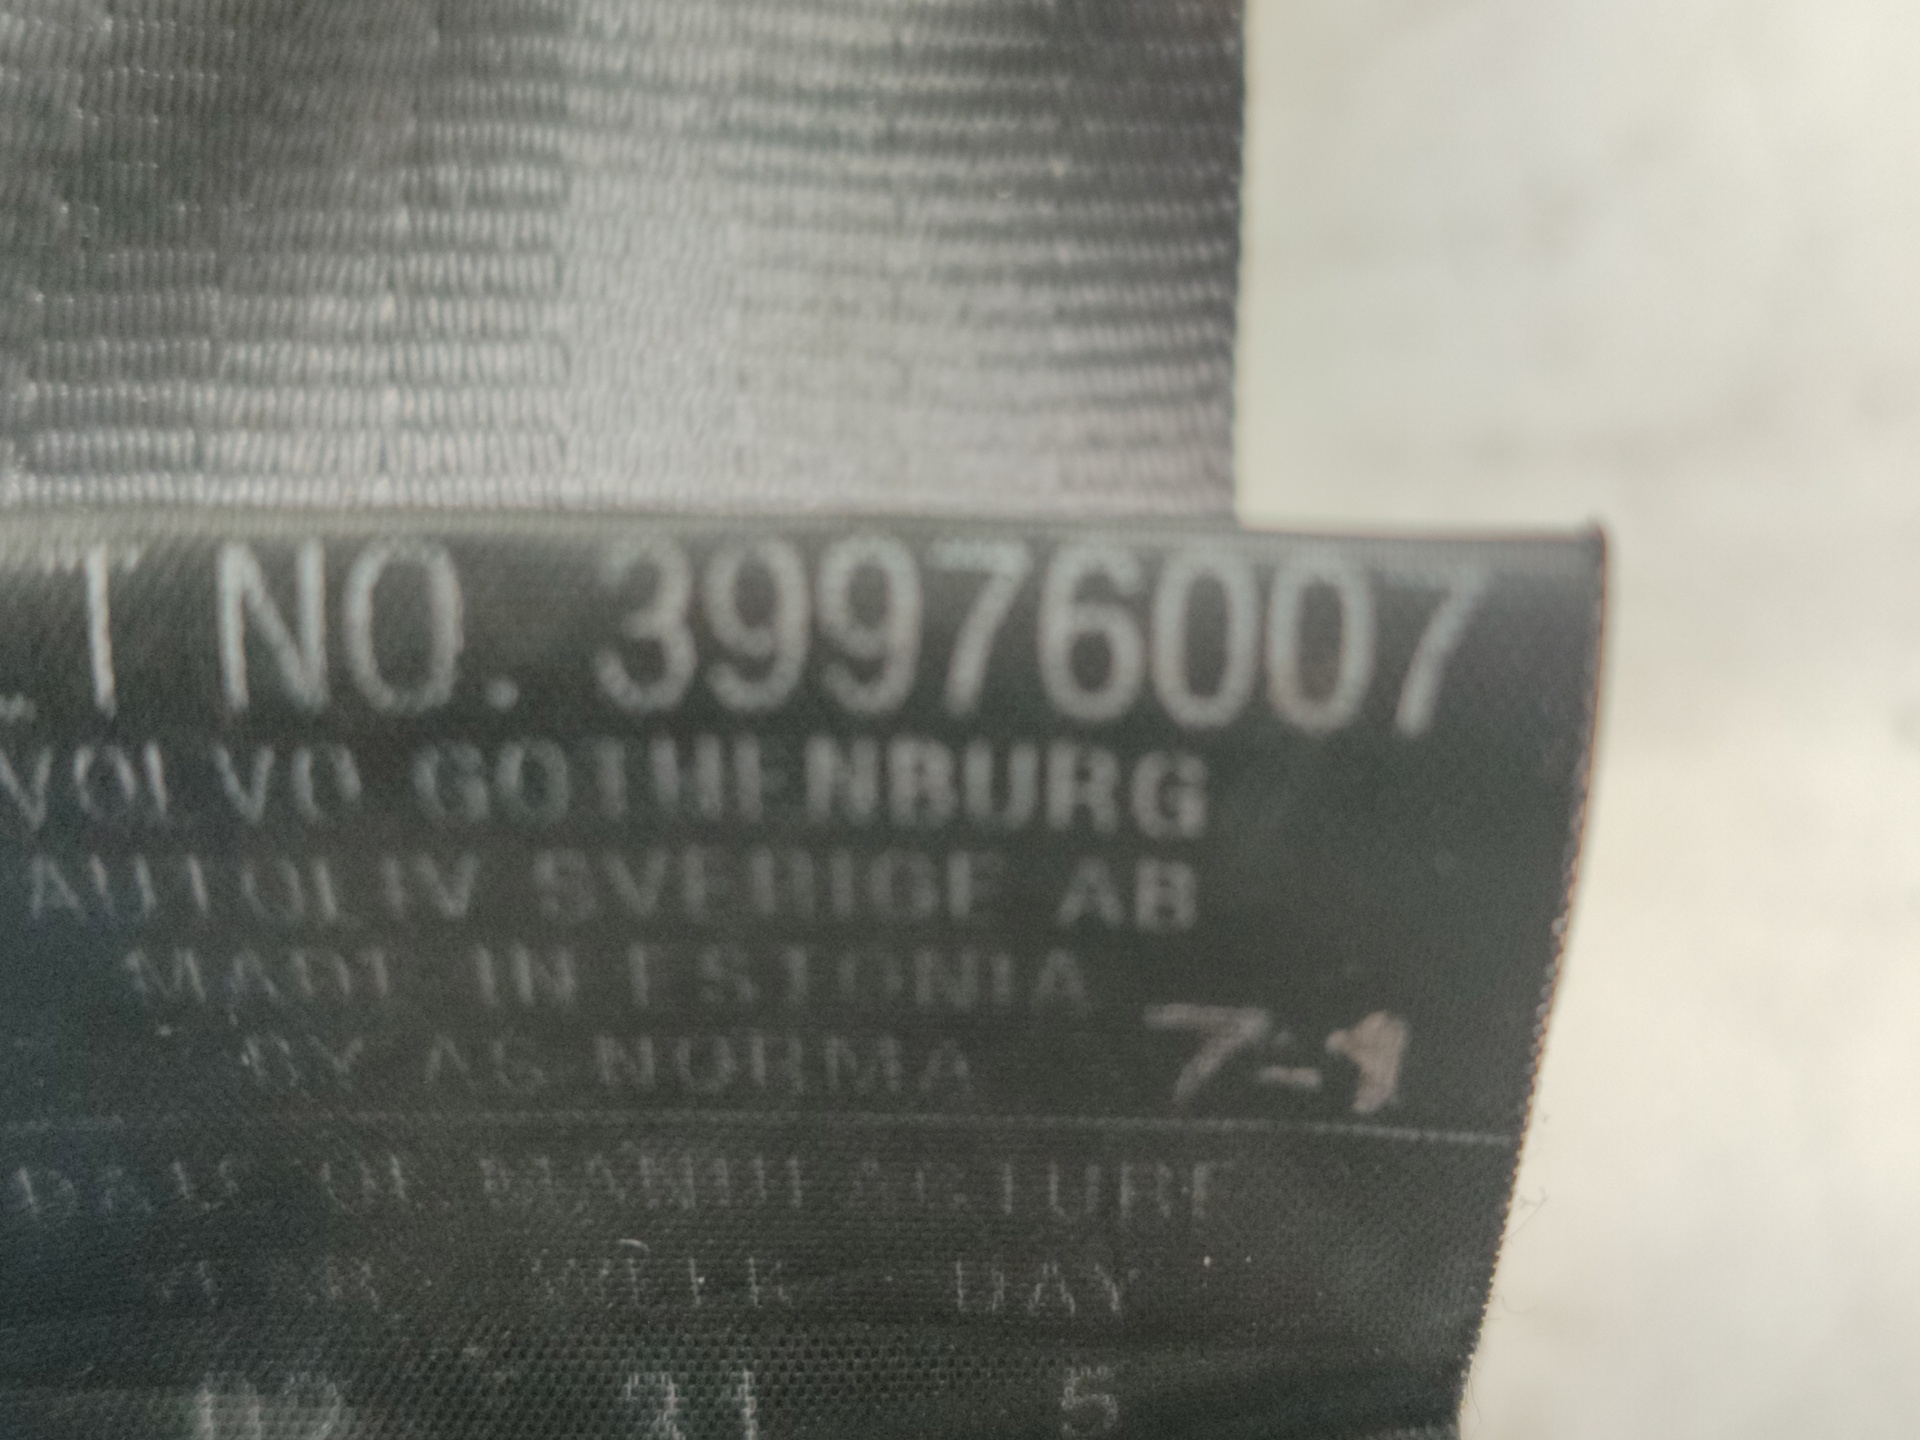 LT NO. 39976007
VOLVO GOTHENBURG
AUTOLIV SVERIGE AB
MADE IN ESTONIA
BY AS NORMA 7-1
DATE OF MANUFACTURE
YEAR WEEK DAY
5